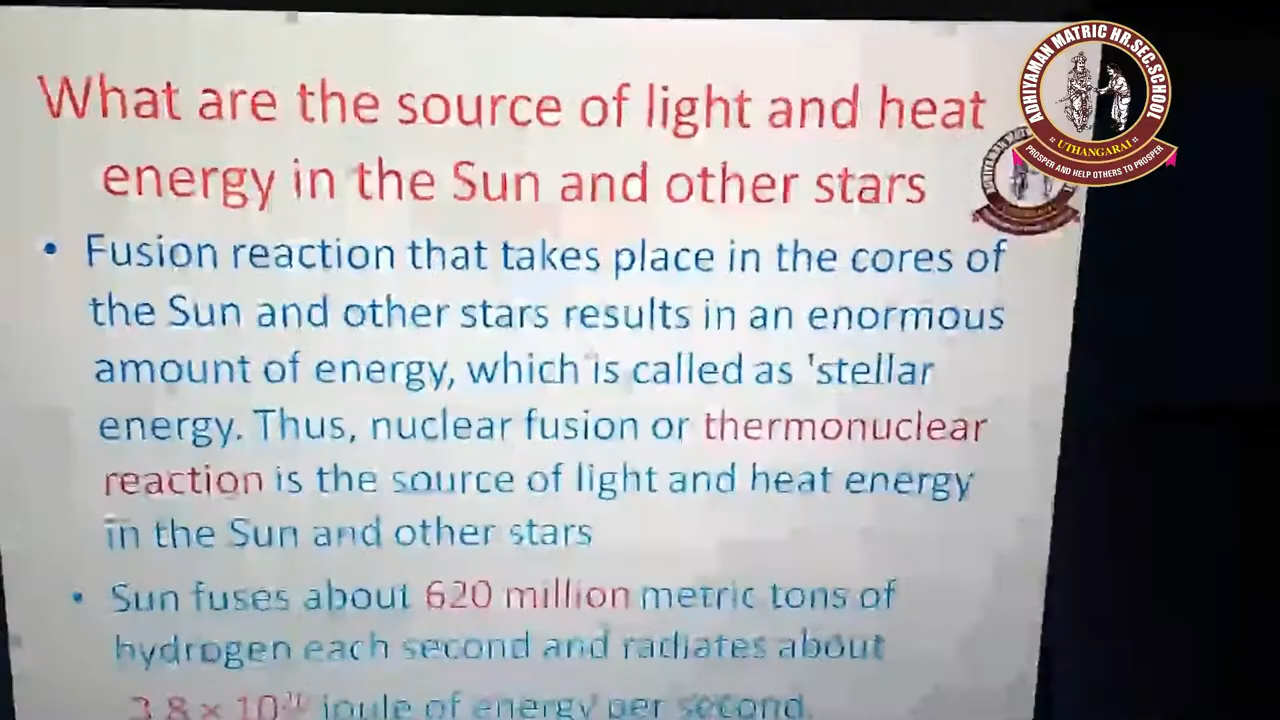 What are the source of light and heat
energy in the Sun and other stars
• Fusion reaction that takes place in the cores of
the Sun and other stars results in an enormous
amount of energy, which is called as 'stellar
energy. Thus, nuclear fusion or thermonuclear
reaction is the source of light and heat energy
in the Sun and other stars
• Sun fuses about 620 million metric tons of
hydrogen each second and radiates about
3.8 × 10 joule of energy per second.
ADHIYAMAN MATRIC HR.SEC.SCHOOL
UTHANGARAI
PROSPER AND HELP OTHERS TO PROSPER